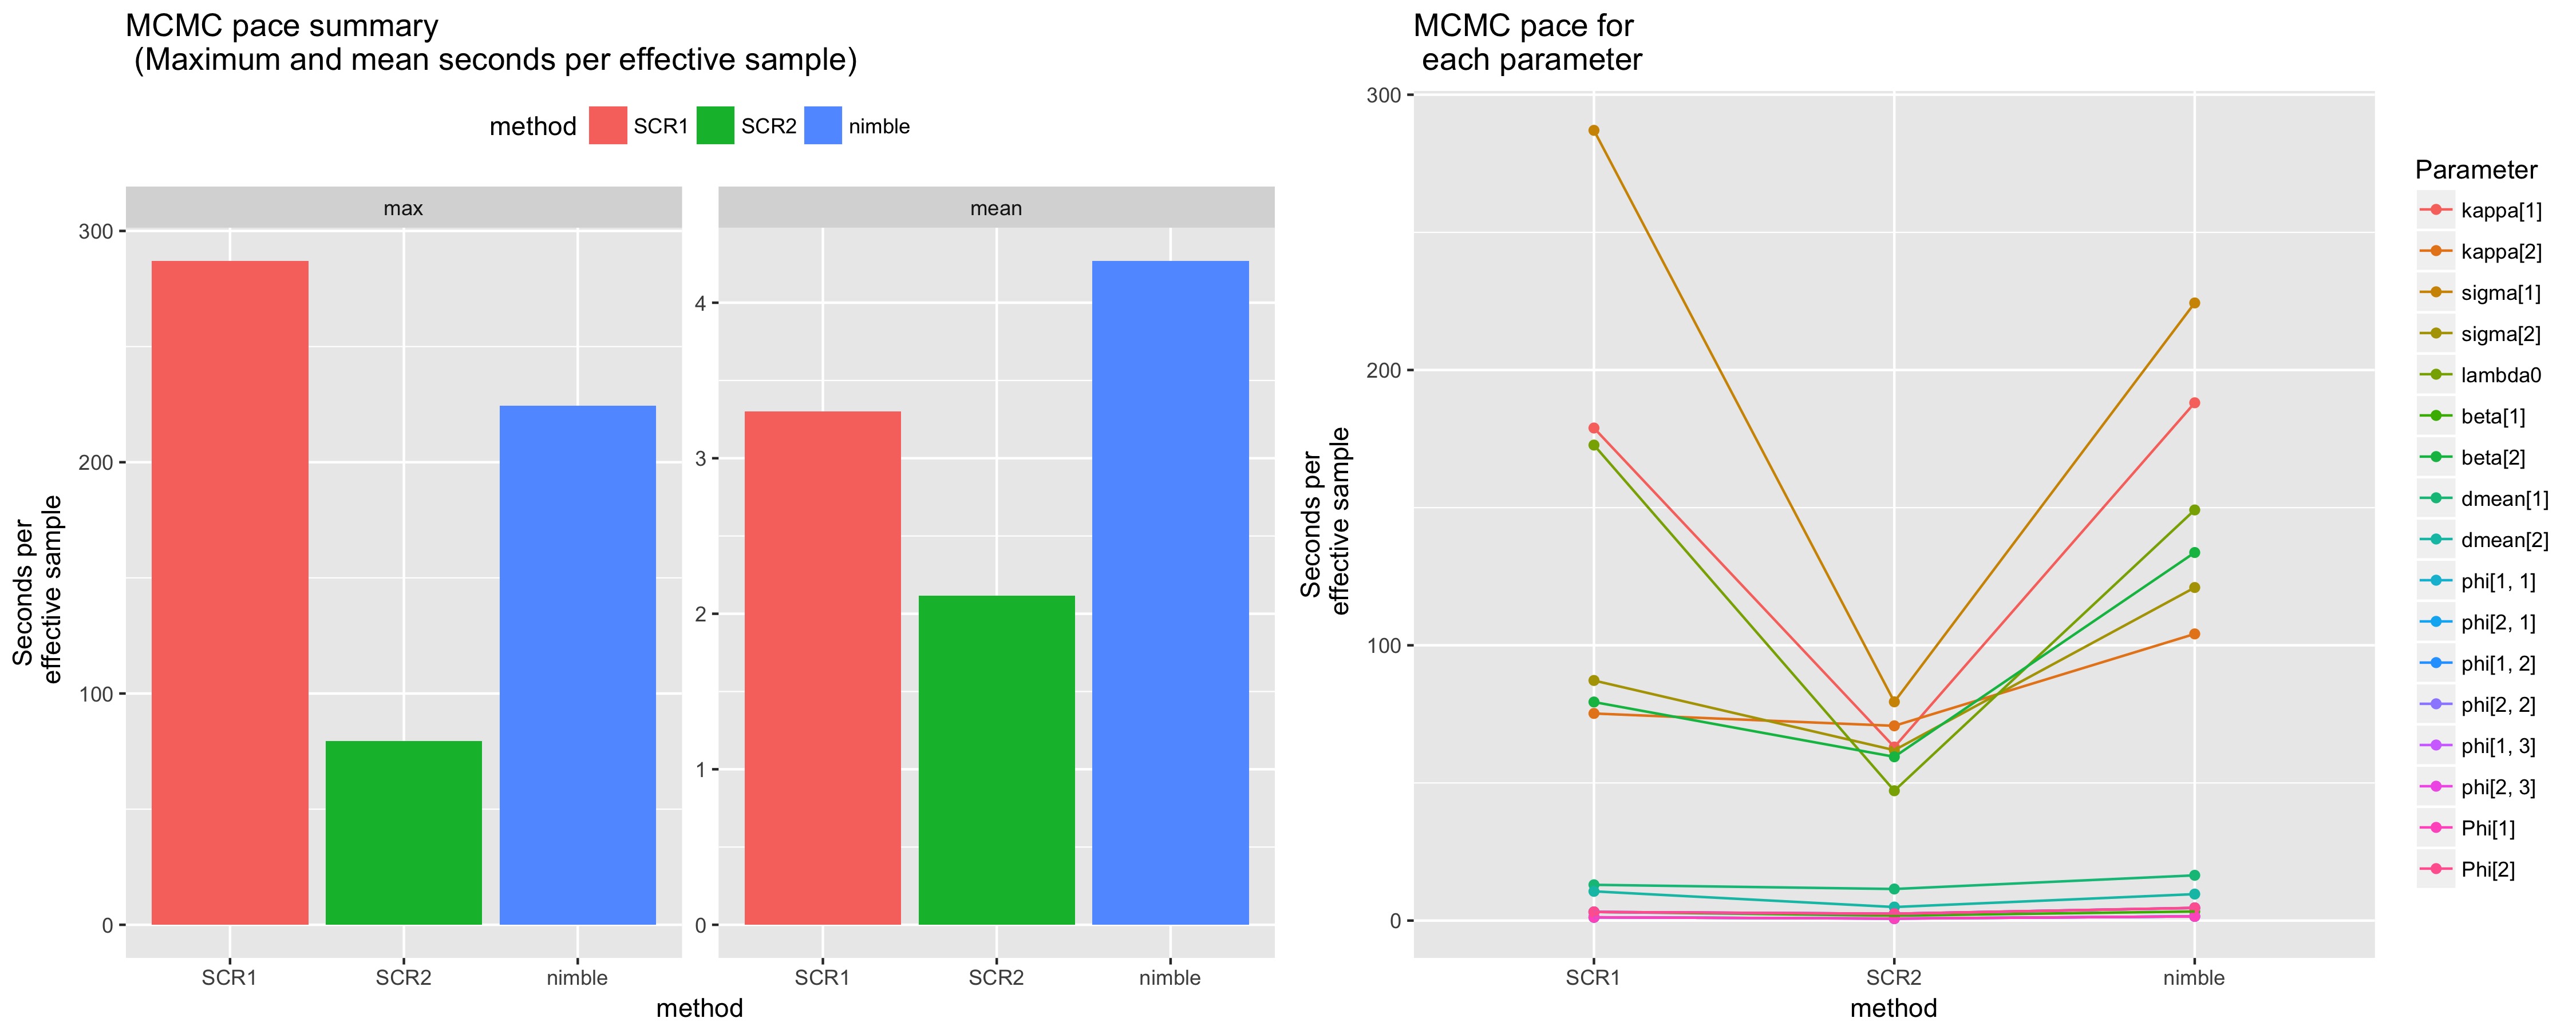 MCMC pace summary
(Maximum and mean seconds per effective sample)
method SCR1 SCR2 nimble
max
mean
300
200
100
0
4
3
2
1
0
Seconds per
effective sample
SCR1 SCR2 nimble
SCR1 SCR2 nimble
method
MCMC pace for
each parameter
300
200
100
0
Seconds per
effective sample
SCR1 SCR2 nimble
method
Parameter
kappa[1]
kappa[2]
sigma[1]
sigma[2]
lambda0
beta[1]
beta[2]
dmean[1]
dmean[2]
phi[1, 1]
phi[2, 1]
phi[1, 2]
phi[2, 2]
phi[1, 3]
phi[2, 3]
Phi[1]
Phi[2]